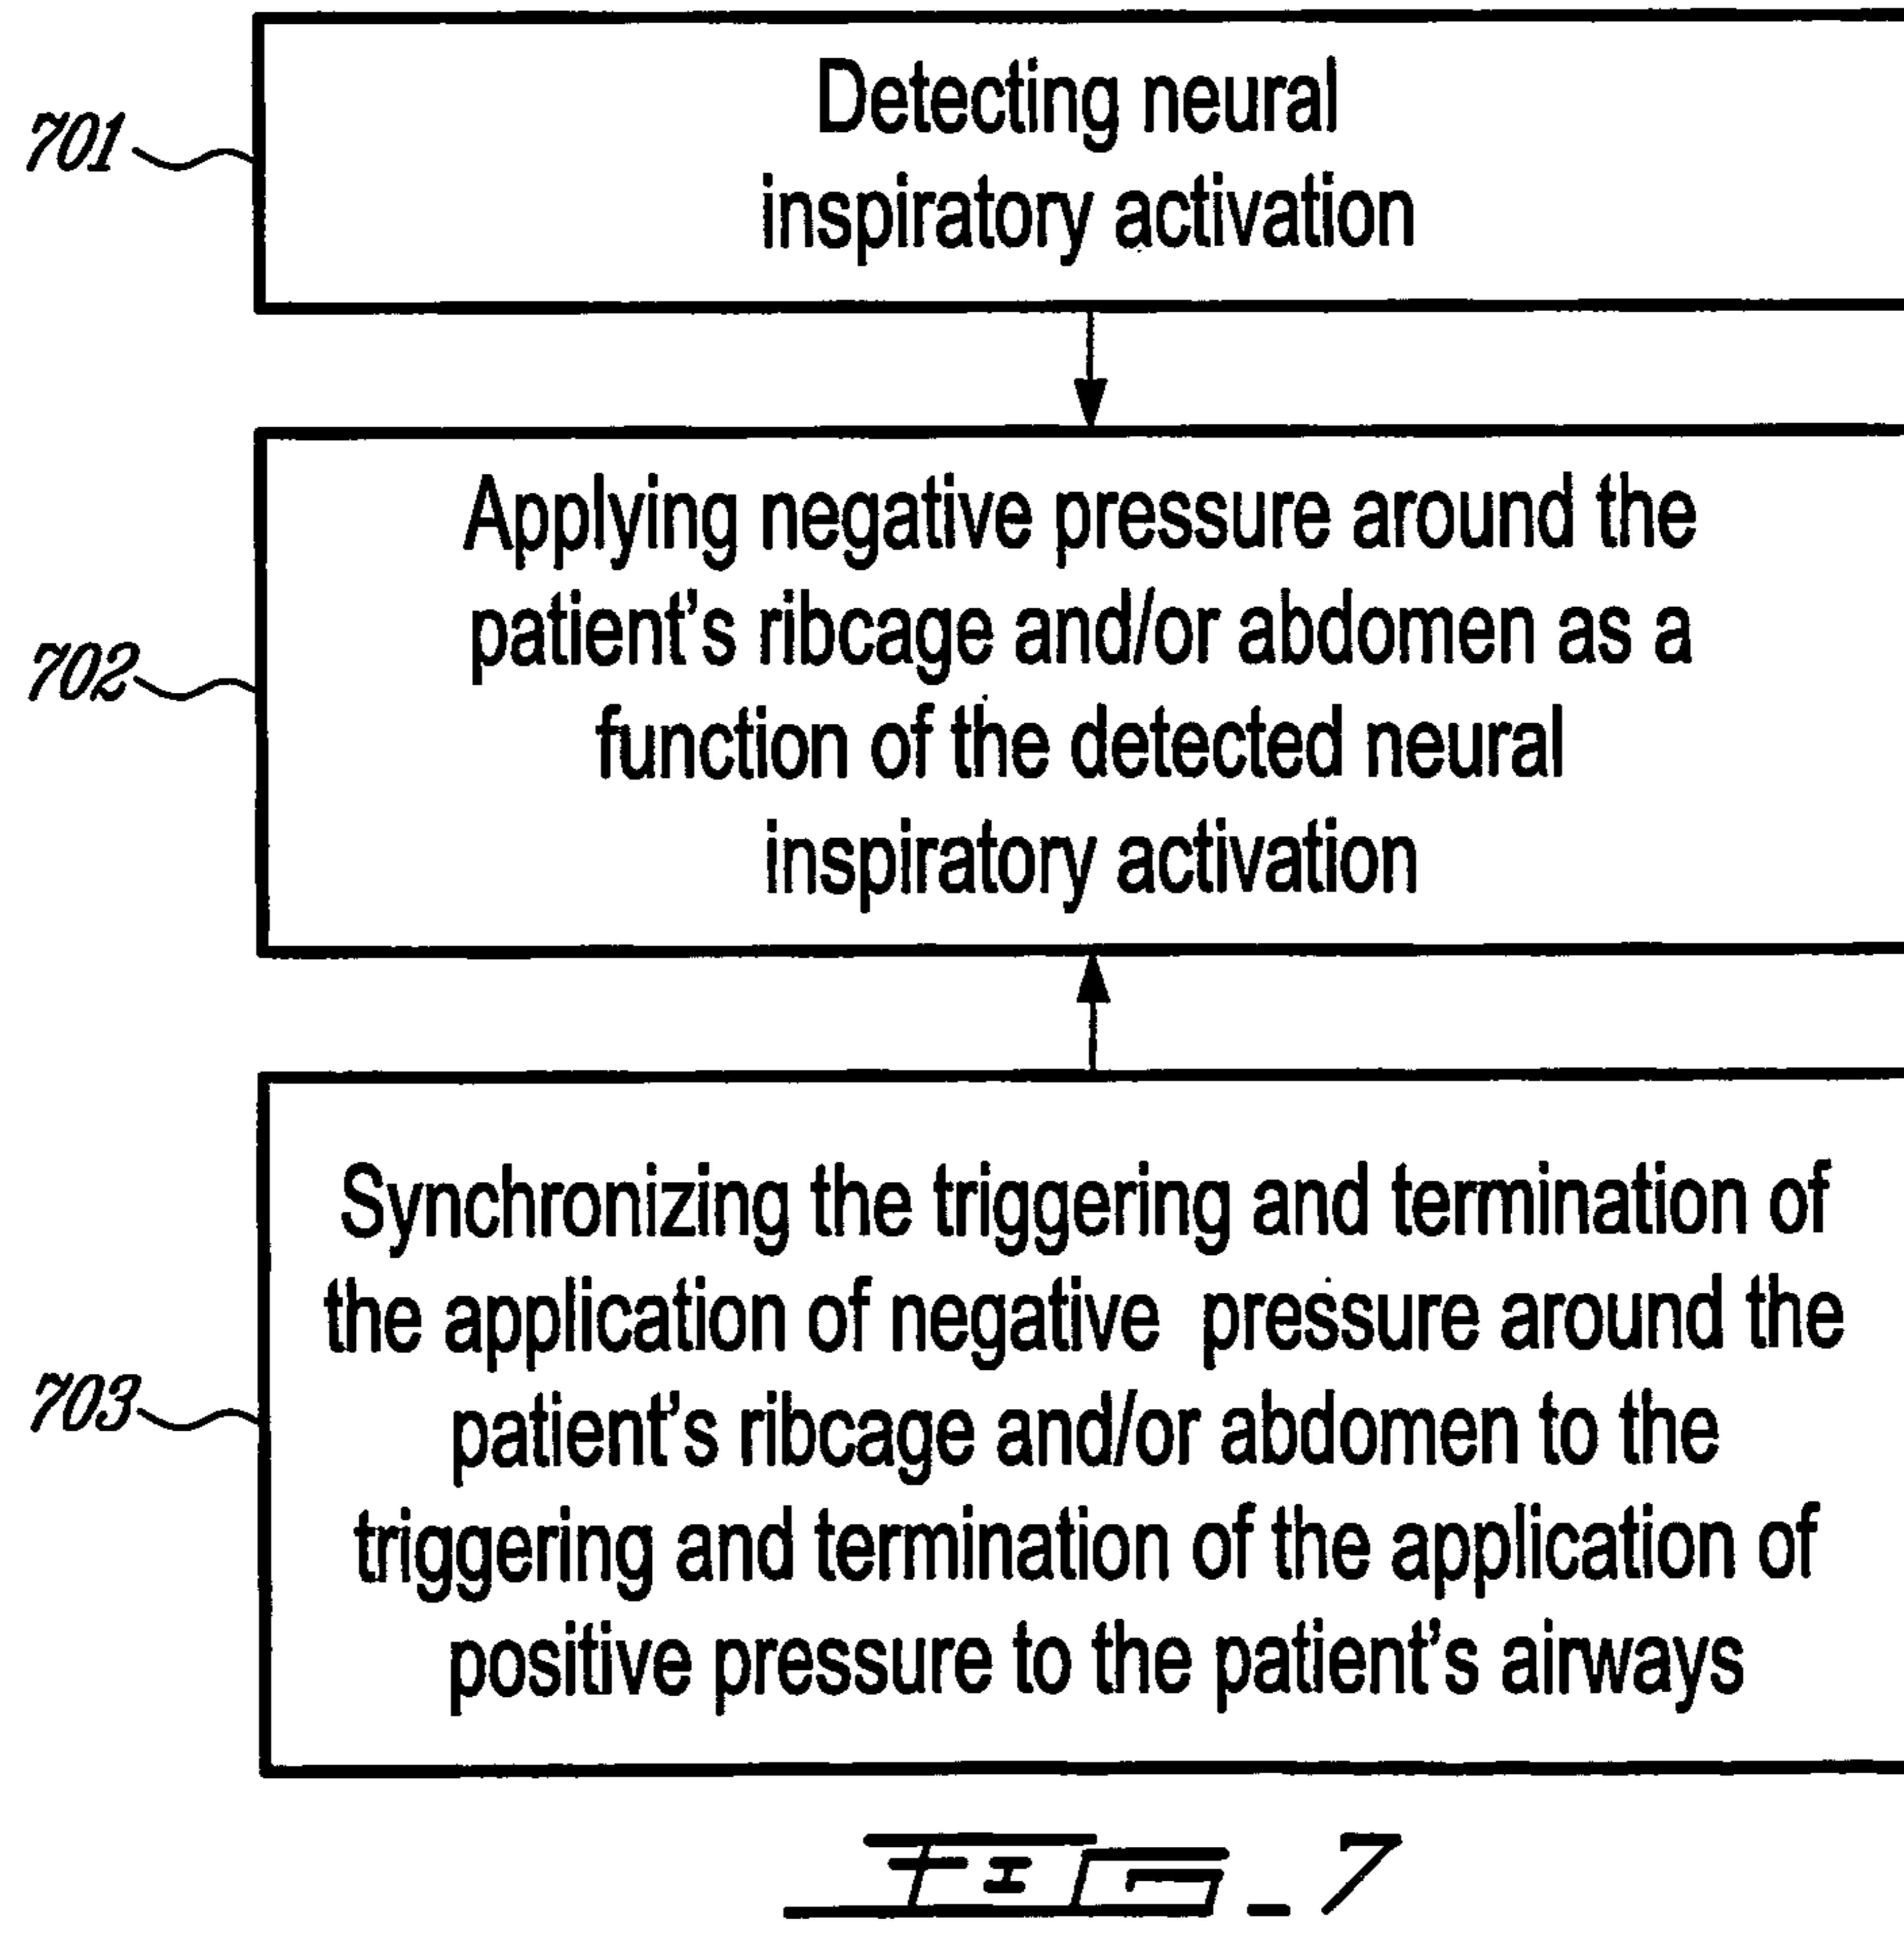 701
Detecting neural
inspiratory activation
702
Applying negative pressure around the
patient's ribcage and/or abdomen as a
function of the detected neural
inspiratory activation
703
Synchronizing the triggering and termination of
the application of negative pressure around the
patient's ribcage and/or abdomen to the
triggering and termination of the application of
positive pressure to the patient's airways
FIG. 7